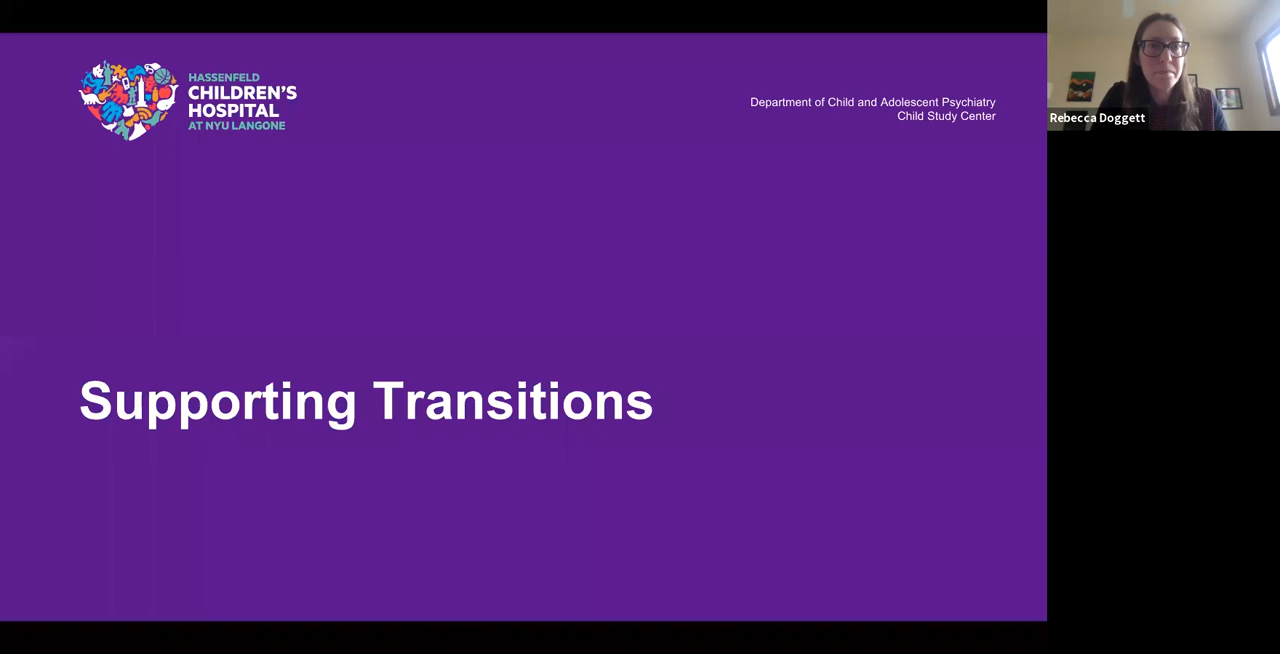 HASSENFELD
CHILDREN'S
HOSPITAL
AT NYU LANGONE
Department of Child and Adolescent Psychiatry
Child Study Center
Rebecca Doggett
Supporting Transitions